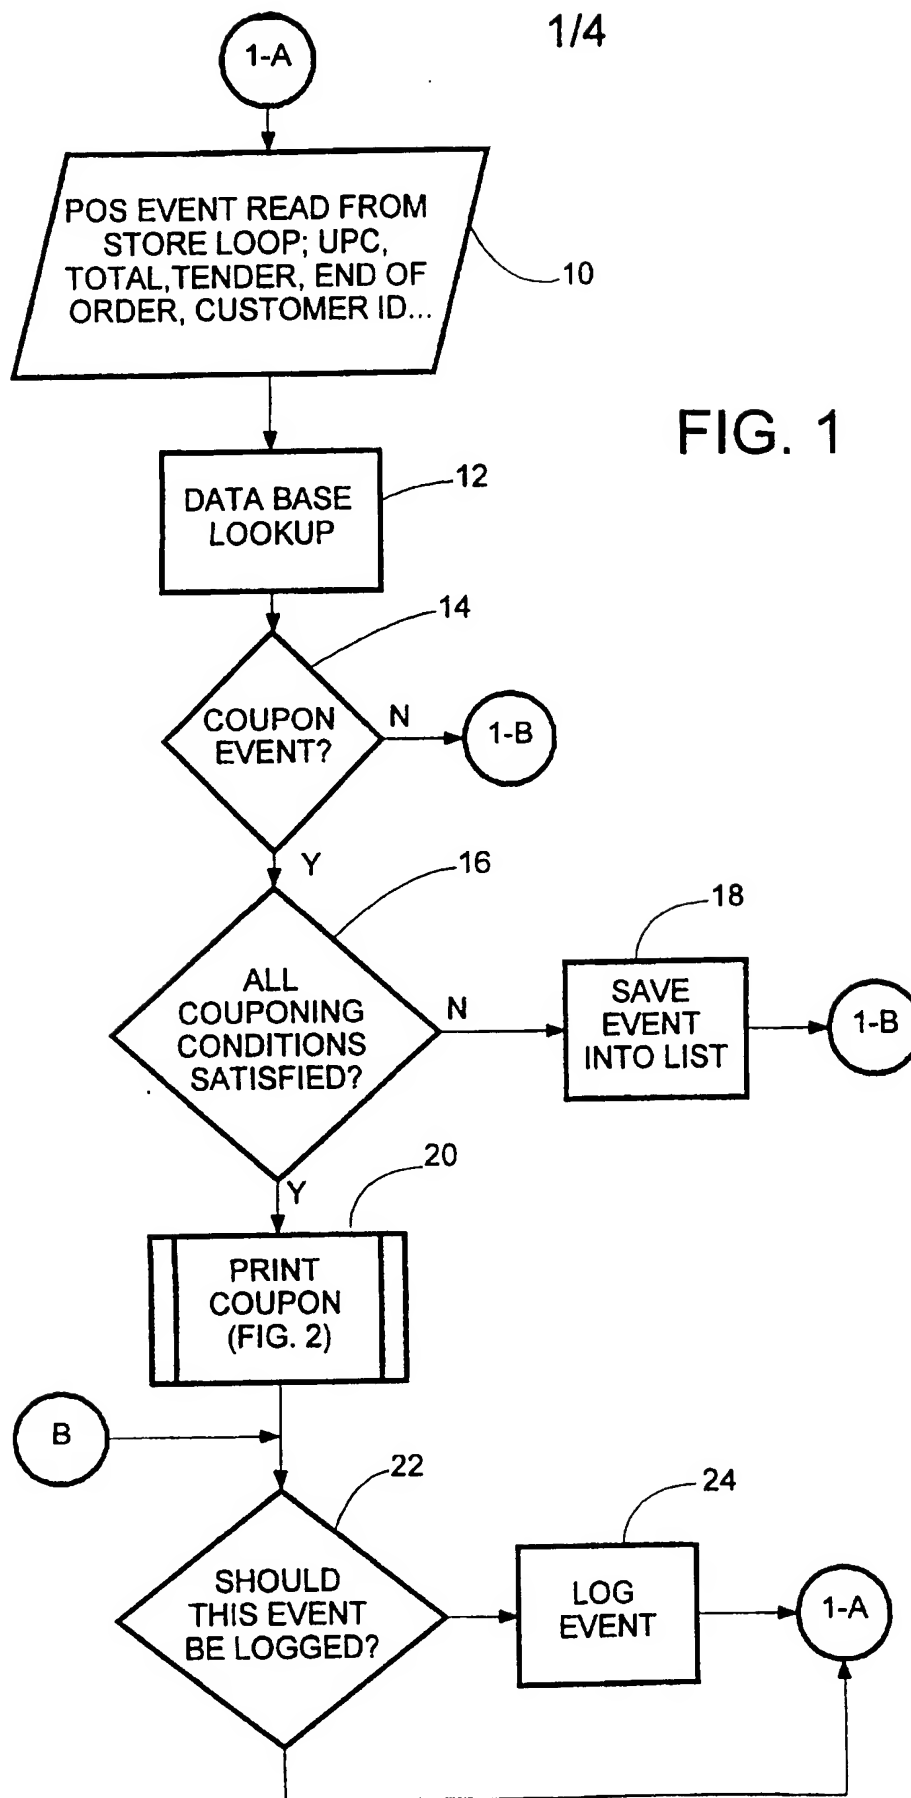 1/4
1-A
POS EVENT READ FROM
STORE LOOP; UPC,
TOTAL,TENDER, END OF
ORDER, CUSTOMER ID...
10
FIG. 1
DATA BASE
LOOKUP
12
14
COUPON
EVENT?
N
1-B
Y
16
ALL
COUPONING
CONDITIONS
SATISFIED?
N
18
SAVE
EVENT
INTO LIST
1-B
Y
20
PRINT
COUPON
(FIG. 2)
B
22
SHOULD
THIS EVENT
BE LOGGED?
24
LOG
EVENT
1-A